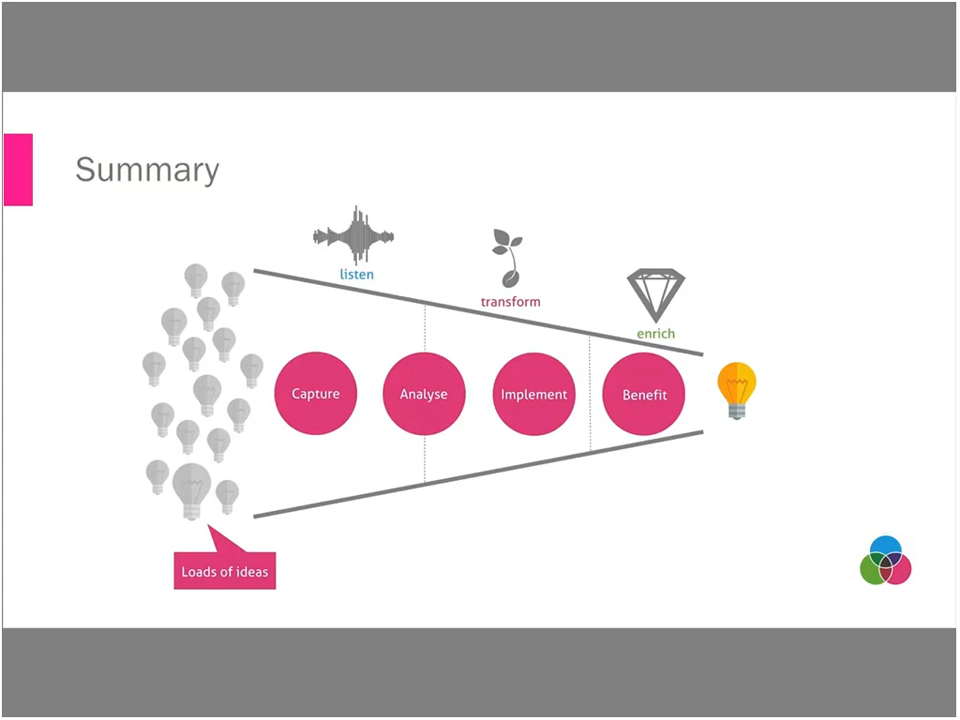 Summary
listen
transform
enrich
Capture
Analyse
Implement
Benefit
Loads of ideas